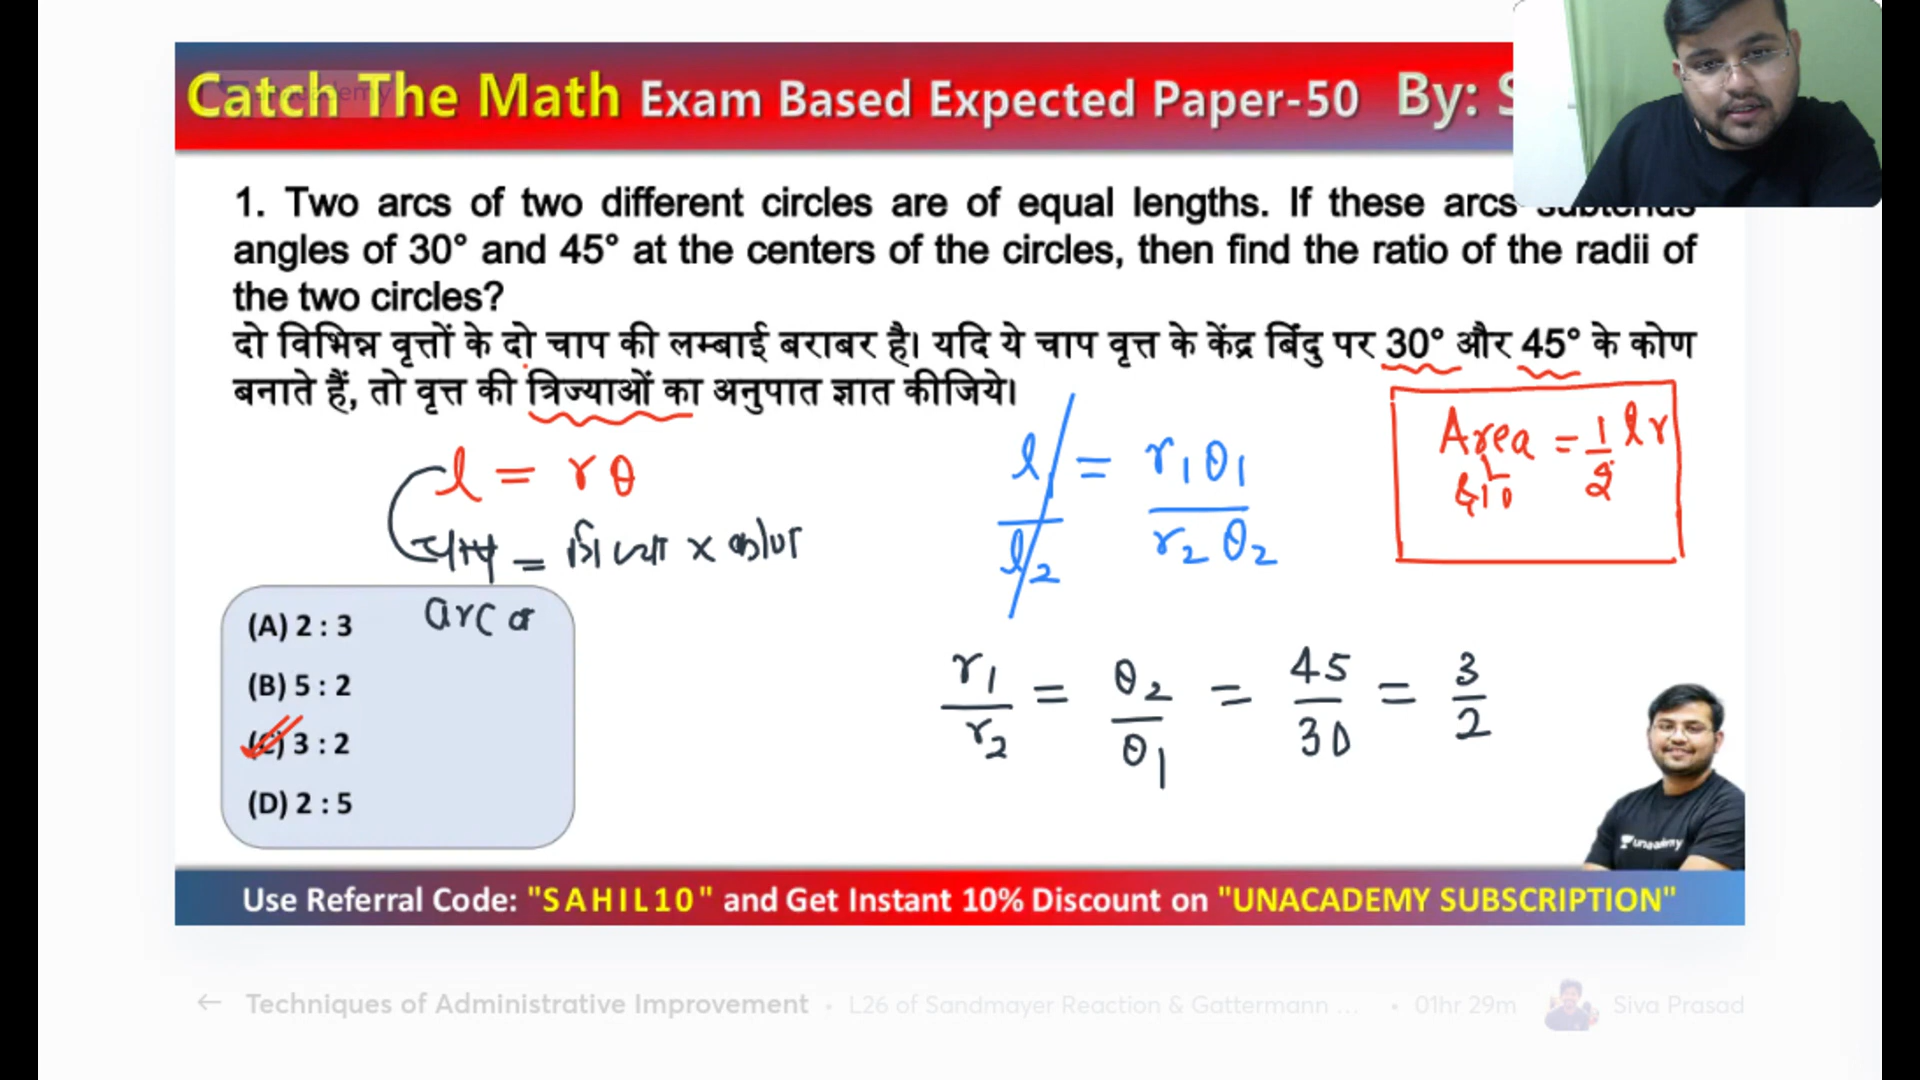 Catch The Math Exam Based Expected Paper-50 By: S
1. Two arcs of two different circles are of equal lengths. If these arcs subtends
angles of 30° and 45° at the centers of the circles, then find the ratio of the radii of
the two circles?
दो विभिन्न वृत्तों के दो चाप की लम्बाई बराबर है। यदि ये चाप वृत्त के केंद्र बिंदु पर 30° और 45° के कोण
बनाते हैं, तो वृत्त की त्रिज्याओं का अनुपात ज्ञात कीजिये।
l = rθ
चाप = त्रिज्या × कोण
arc
l / l2 = r1θ1 / r2θ2
Area = 1/2 lr
r1/r2 = θ2/θ1 = 45/30 = 3/2
(A) 2 : 3
(B) 5 : 2
(C) 3 : 2
(D) 2 : 5
unacademy
Use Referral Code: "SAHIL10" and Get Instant 10% Discount on "UNACADEMY SUBSCRIPTION"
← Techniques of Administrative Improvement • L26 of Sandmayer Reaction & Gattermann ... • 01hr 29m Siva Prasad